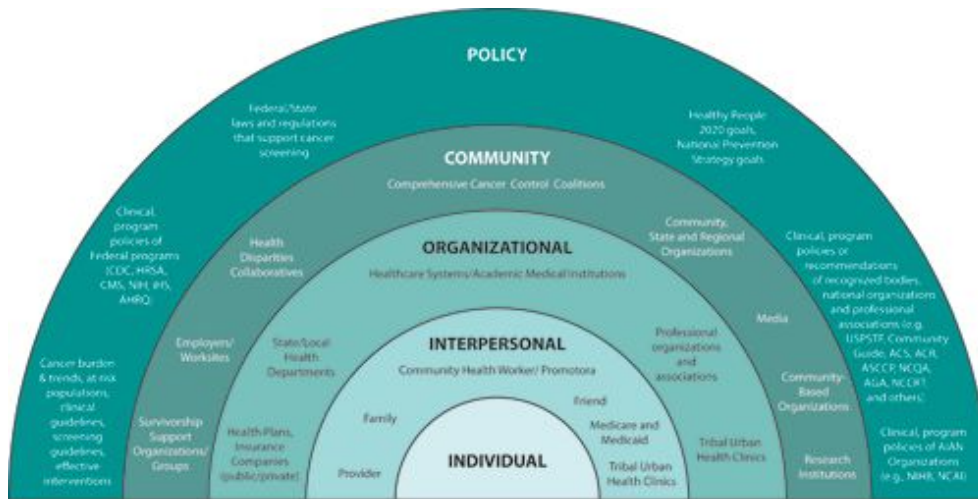 POLICY
Federal/State
laws and regulations
that support cancer
screening
Healthy People
2020 goals,
National Prevention
Strategy goals
Clinical,
program
policies of
Federal programs
(CDC, HRSA,
CMS, NIH, IHS,
AHRQ)
Clinical, program
policies or
recommendations
of recognized bodies,
national organizations
and professional
associations (e.g.
USPSTF, Community
Guide, ACS, ACR,
ASCCP, NCQA,
AGA, NCCRT,
and others)
Cancer burden
& trends, at risk
populations,
clinical
guidelines,
screening
guidelines,
effective
interventions
Clinical, program
policies of AIAN
Organizations
(e.g., NIHB, NCAI)
COMMUNITY
Comprehensive Cancer Control Coalitions
Health
Disparities
Collaboratives
Community,
State and Regional
Organizations
Employers/
Worksites
Media
Survivorship
Support
Organizations/
Groups
Community-
Based
Organizations
Research
Institutions
ORGANIZATIONAL
Healthcare Systems/Academic Medical Institutions
State/Local
Health
Departments
Professional
organizations
and
associations
Health Plans,
Insurance
Companies
(public/private)
Tribal Urban
Health Clinics
INTERPERSONAL
Community Health Worker/ Promotora
Family
Friend
Provider
Medicare and
Medicaid
Tribal Urban
Health Clinics
INDIVIDUAL